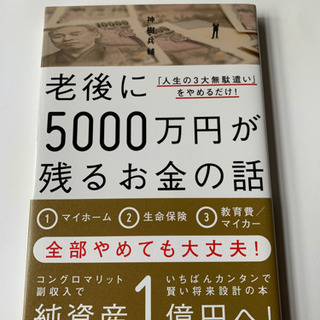 神樹兵輔
「人生の3大無駄遣い」
をやめるだけ!
老後に
5000万円が
残るお金の話
1 マイホーム 2 生命保険 3 教育費/マイカー
全部やめても大丈夫!
コングロマリット
副収入で
いちばんカンタンで
賢い将来設計の本
純資産1億円へ!